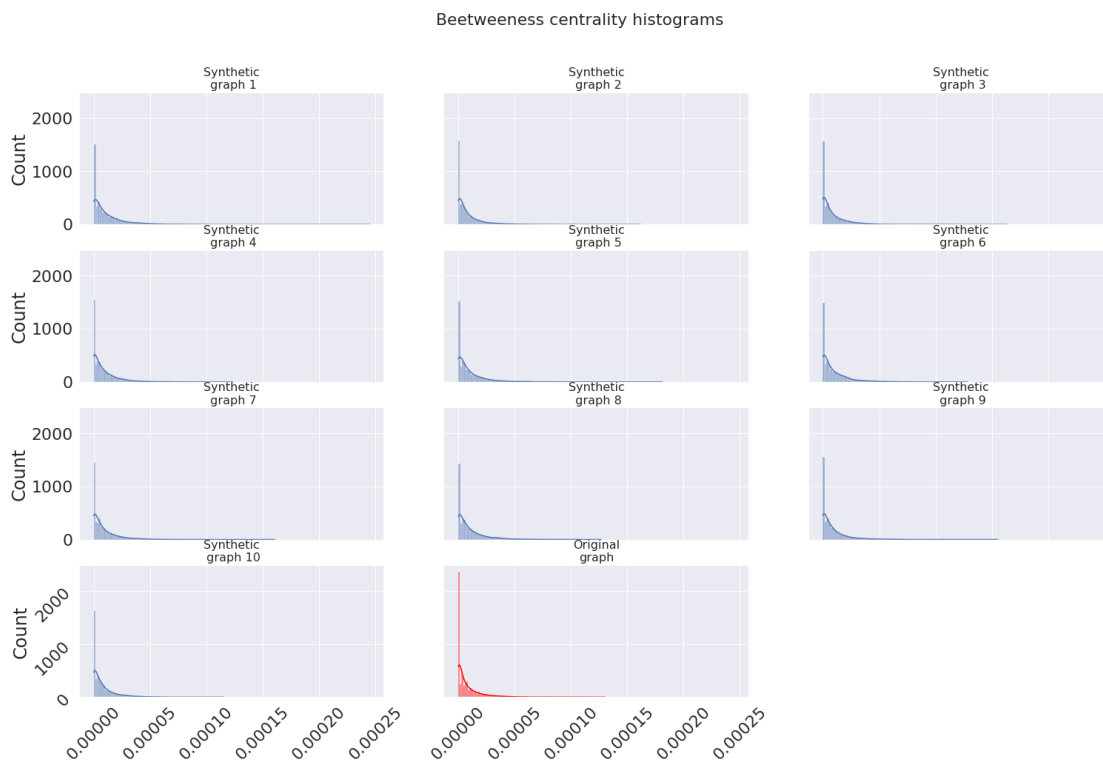 Beetweeness centrality histograms
Synthetic
graph 1
Synthetic
graph 2
Synthetic
graph 3
Count
2000
1000
0
Synthetic
graph 4
Synthetic
graph 5
Synthetic
graph 6
Count
2000
1000
0
Synthetic
graph 7
Synthetic
graph 8
Synthetic
graph 9
Count
2000
1000
0
Synthetic
graph 10
Original
graph
Count
2000
1000
0
0.00000 0.00005 0.00010 0.00015 0.00020 0.00025
0.00000 0.00005 0.00010 0.00015 0.00020 0.00025